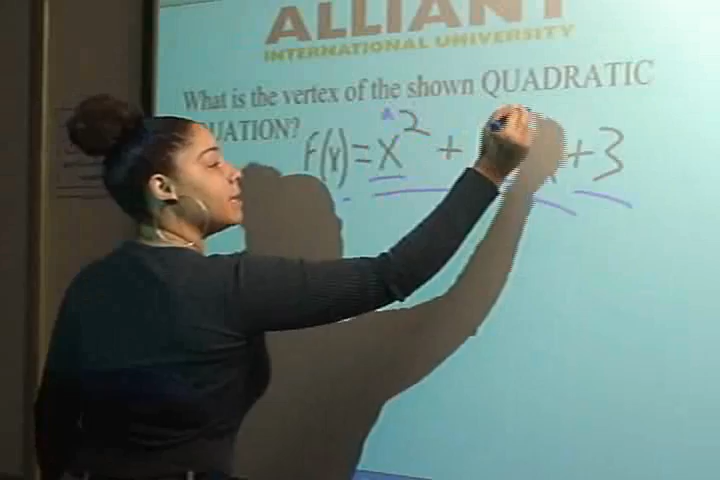 ALLIANT
INTERNATIONAL UNIVERSITY
What is the vertex of the shown QUADRATIC
UATION?
f(x)=x² + x +3